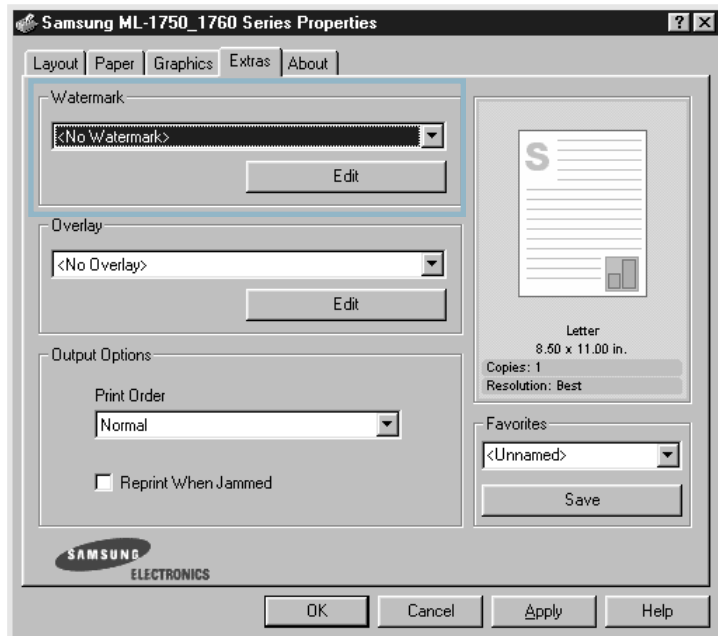 Samsung ML-1750_1760 Series Properties
Layout Paper Graphics Extras About
Watermark
<No Watermark>
Edit
Overlay
<No Overlay>
Edit
Output Options
Print Order
Normal
Reprint When Jammed
SAMSUNG
ELECTRONICS
S
Letter
8.50 x 11.00 in.
Copies: 1
Resolution: Best
Favorites
<Unnamed>
Save
OK Cancel Apply Help